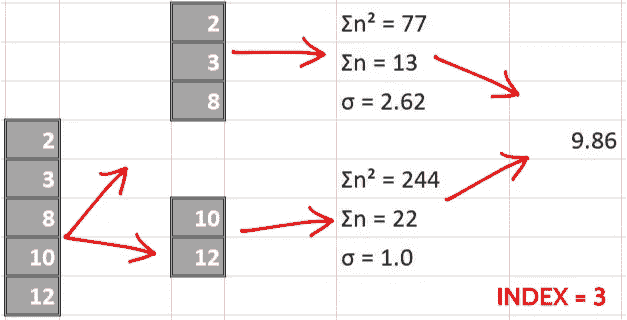 2
3
8
10
12
2
3
8
Σn² = 77
Σn = 13
σ = 2.62
10
12
Σn² = 244
Σn = 22
σ = 1.0
9.86
INDEX = 3